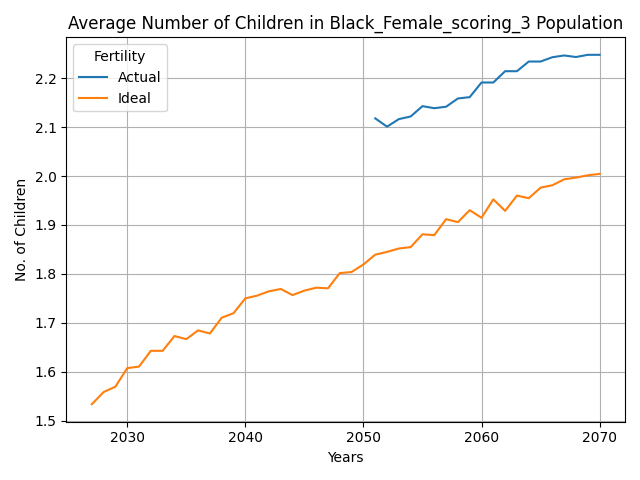 Average Number of Children in Black_Female_scoring_3 Population
Fertility
Actual
Ideal
No. of Children
2.2
2.1
2.0
1.9
1.8
1.7
1.6
1.5
2030 2040 2050 2060 2070
Years